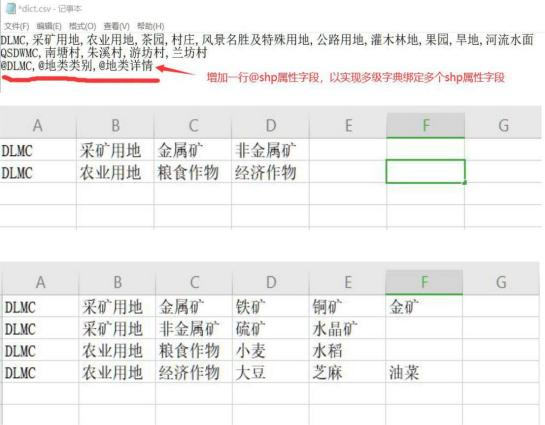 *dict.csv - 记事本
文件(F) 编辑(E) 格式(O) 查看(V) 帮助(H)
DLMC,采矿用地,农业用地,茶园,村庄,风景名胜及特殊用地,公路用地,灌木林地,果园,旱地,河流水面
QSDWMC,南塘村,朱溪村,游坊村,兰坊村
@DLMC,@地类类别,@地类详情
增加一行@shp属性字段，以实现多级字典绑定多个shp属性字段
A B C D E F G
DLMC 采矿用地 金属矿 非金属矿
DLMC 农业用地 粮食作物 经济作物
A B C D E F G
DLMC 采矿用地 金属矿 铁矿 铜矿 金矿
DLMC 采矿用地 非金属矿 硫矿 水晶矿
DLMC 农业用地 粮食作物 小麦 水稻
DLMC 农业用地 经济作物 大豆 芝麻 油菜